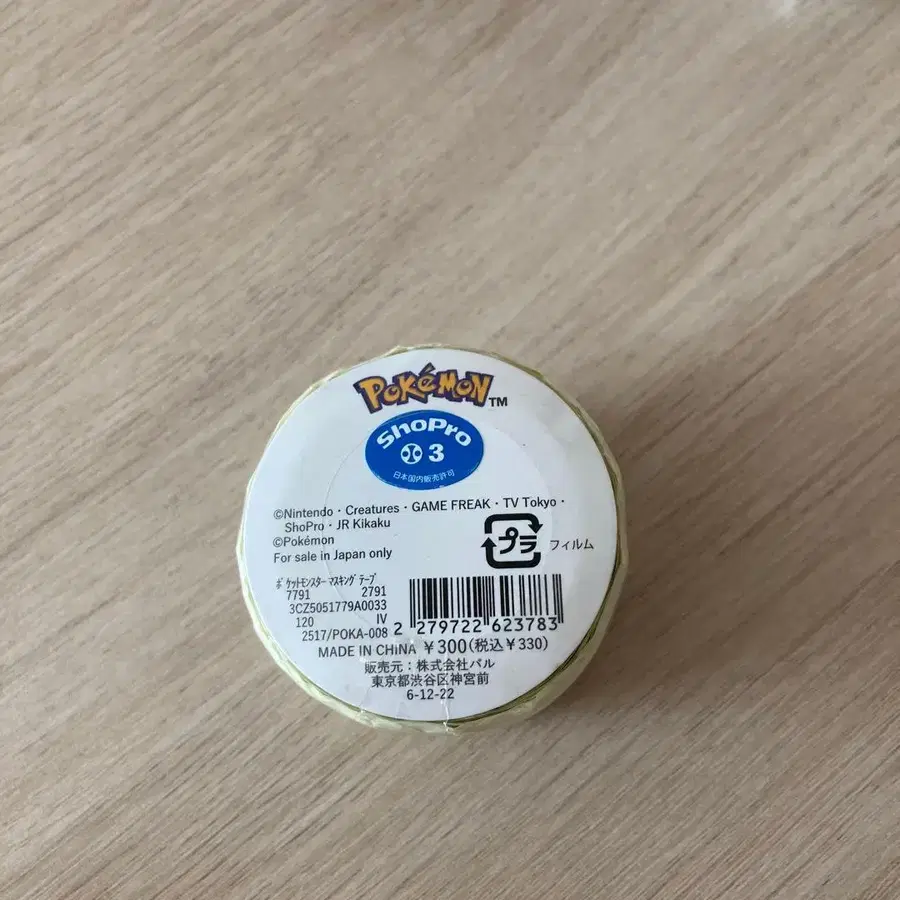 POKéMON™
ShoPro
3
日本国内販売許可
©Nintendo・Creatures・GAME FREAK・TV Tokyo・
ShoPro・JR Kikaku
©Pokémon
For sale in Japan only
プラ フィルム
ポケットモンスター マスキングテープ
7791 2791
3CZ5051779A0033
120 IV
2517/POKA-008
2 279722 623783
MADE IN CHINA ¥300(税込¥330)
販売元：株式会社パル
東京都渋谷区神宮前
6-12-22